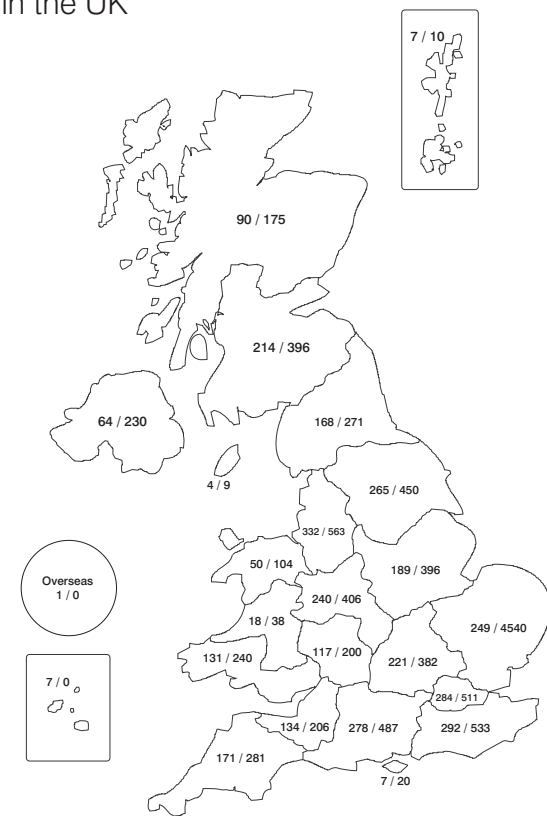 in the UK
7 / 10
90 / 175
214 / 396
64 / 230
168 / 271
4 / 9
265 / 450
332 / 563
50 / 104
189 / 396
Overseas
1 / 0
240 / 406
18 / 38
249 / 4540
131 / 240
117 / 200
221 / 382
7 / 0
284 / 511
134 / 206
278 / 487
292 / 533
171 / 281
7 / 20